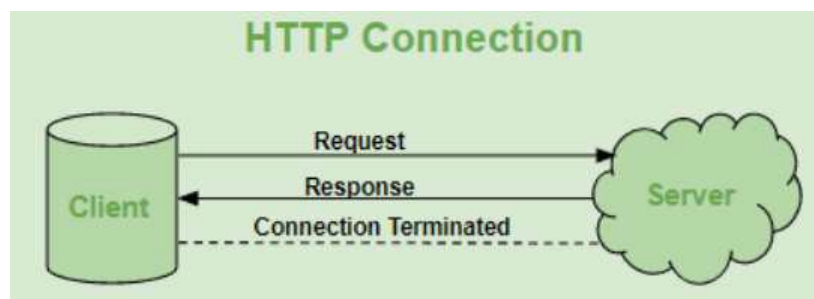 HTTP Connection
Request
Response
Client
Server
Connection Terminated